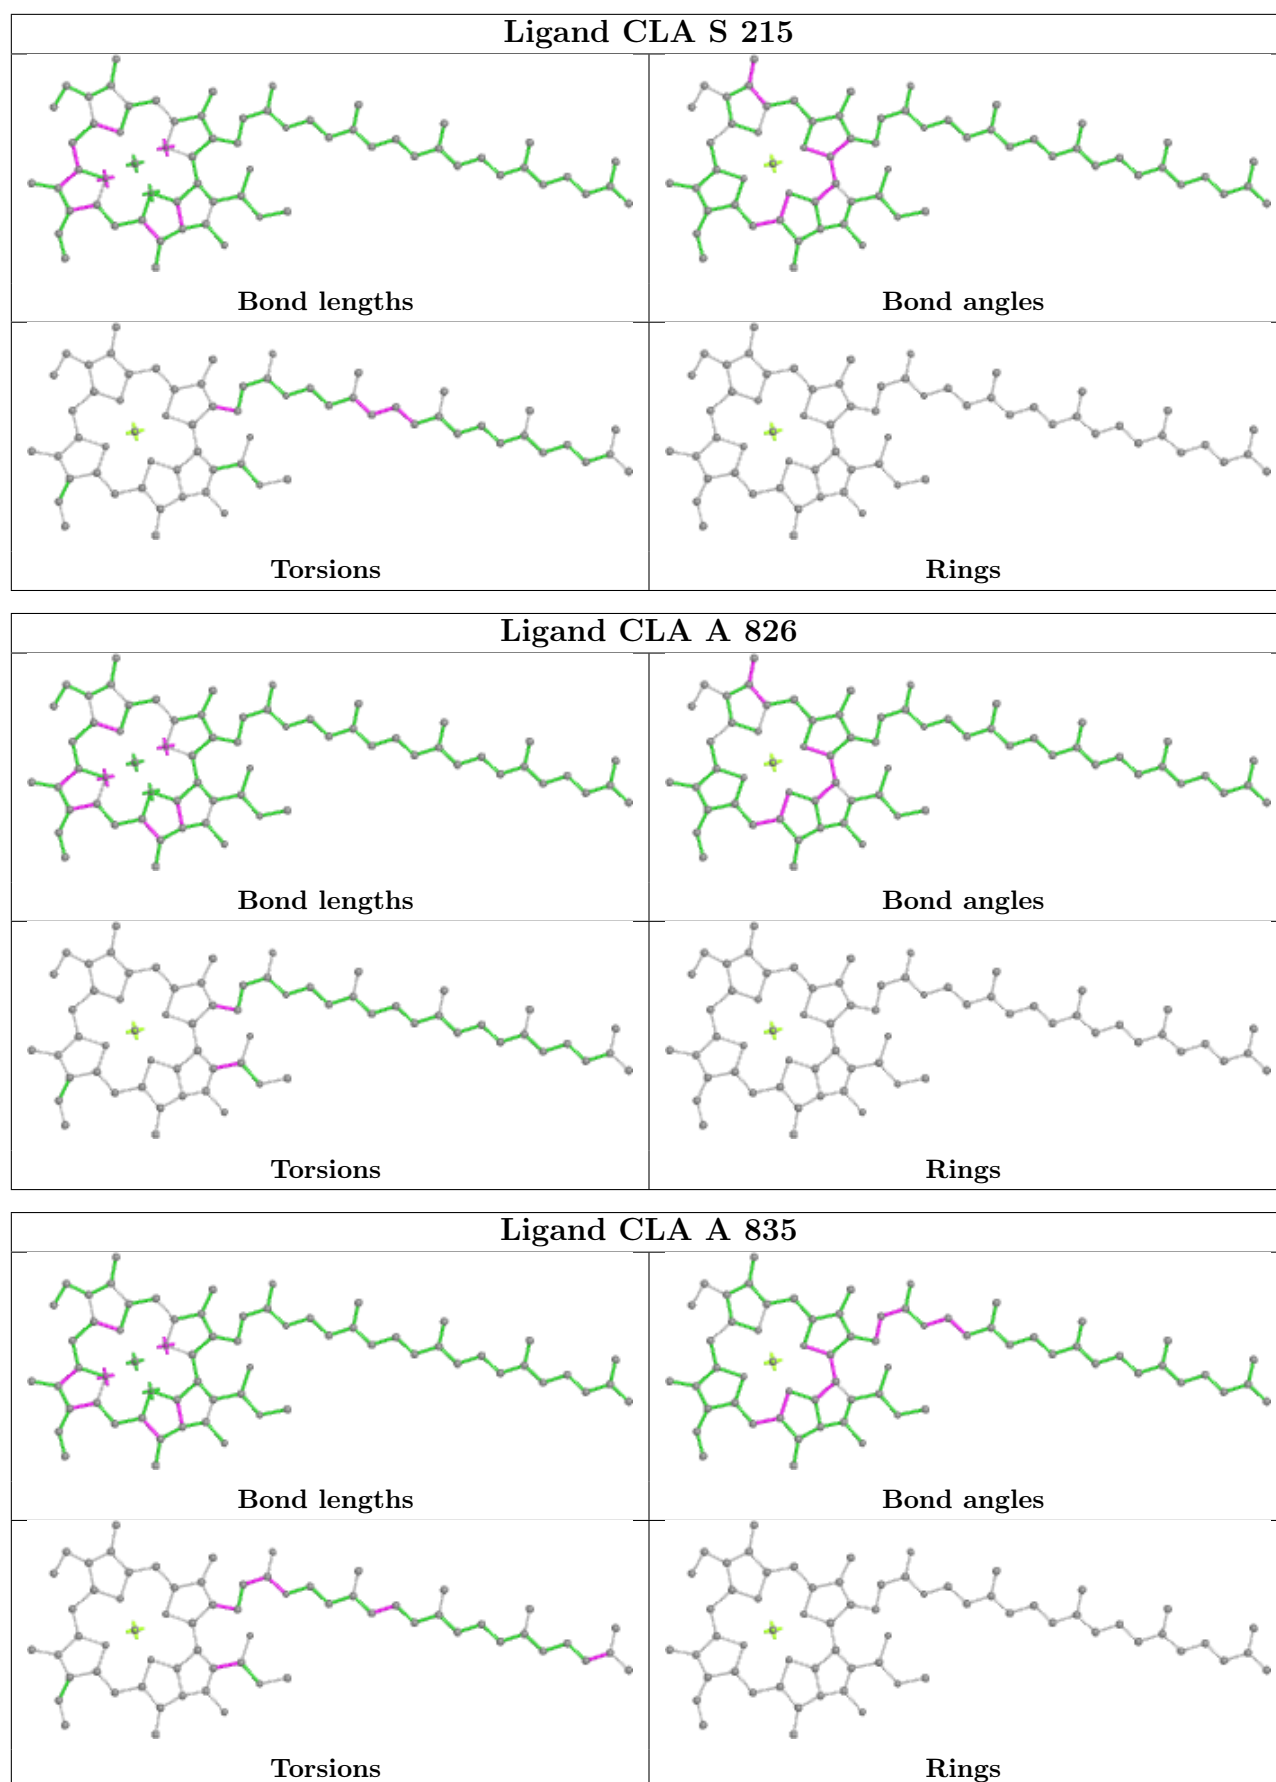 Ligand CLA S 215
Bond lengths
Bond angles
Torsions
Rings
Ligand CLA A 826
Bond lengths
Bond angles
Torsions
Rings
Ligand CLA A 835
Bond lengths
Bond angles
Torsions
Rings